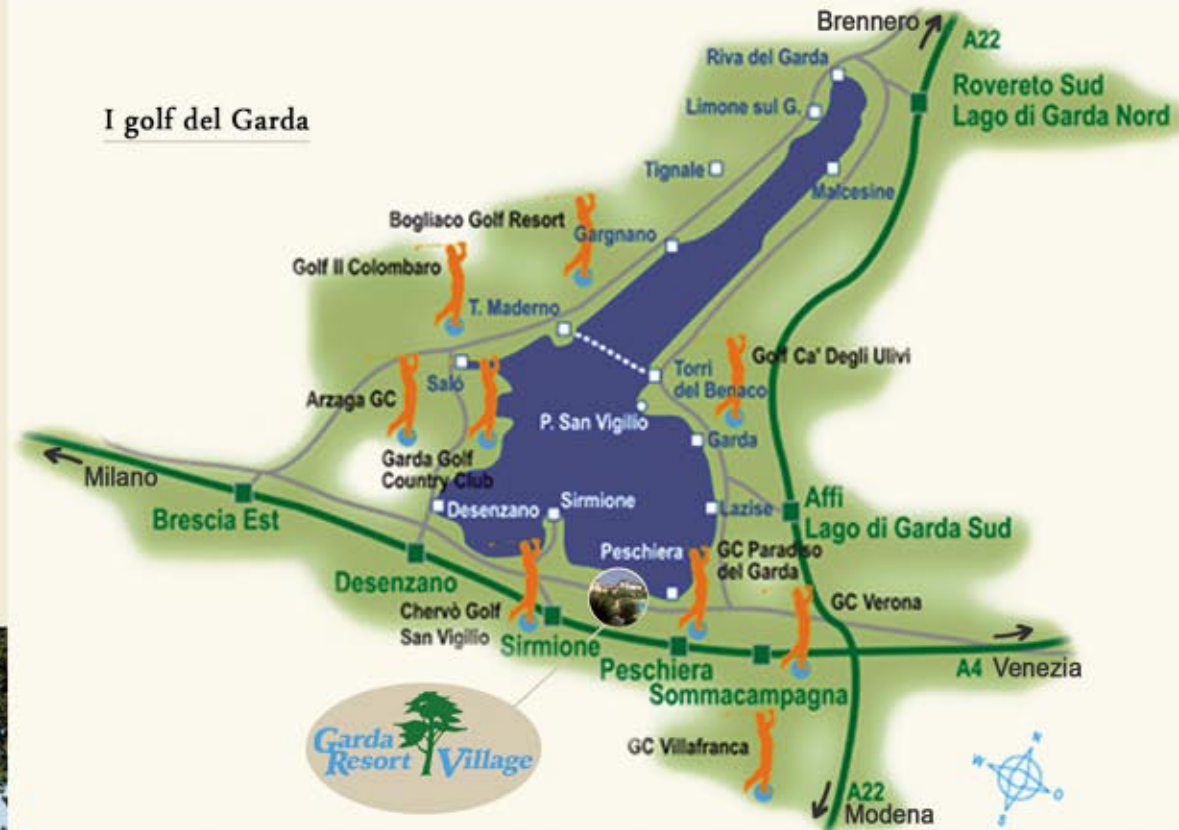 Brennero
A22
Riva del Garda
Rovereto Sud
Lago di Garda Nord
Limone sul G.
I golf del Garda
Tignale
Malcesine
Bogliaco Golf Resort
Gargnano
Golf Il Colombaro
T. Maderno
Golf Ca' Degli Ulivi
Torri
del Benaco
Saló
Arzaga GC
P. San Vigilio
Garda
Garda Golf
Country Club
Milano
Brescia Est
Desenzano
Sirmione
Lazise
Affi
Lago di Garda Sud
Peschiera
GC Paradiso
del Garda
Desenzano
GC Verona
Chervò Golf
San Vigilio
Sirmione
Peschiera
Sommacampagna
A4 Venezia
Garda
Resort Village
GC Villafranca
N
W
O
S
A22
Modena